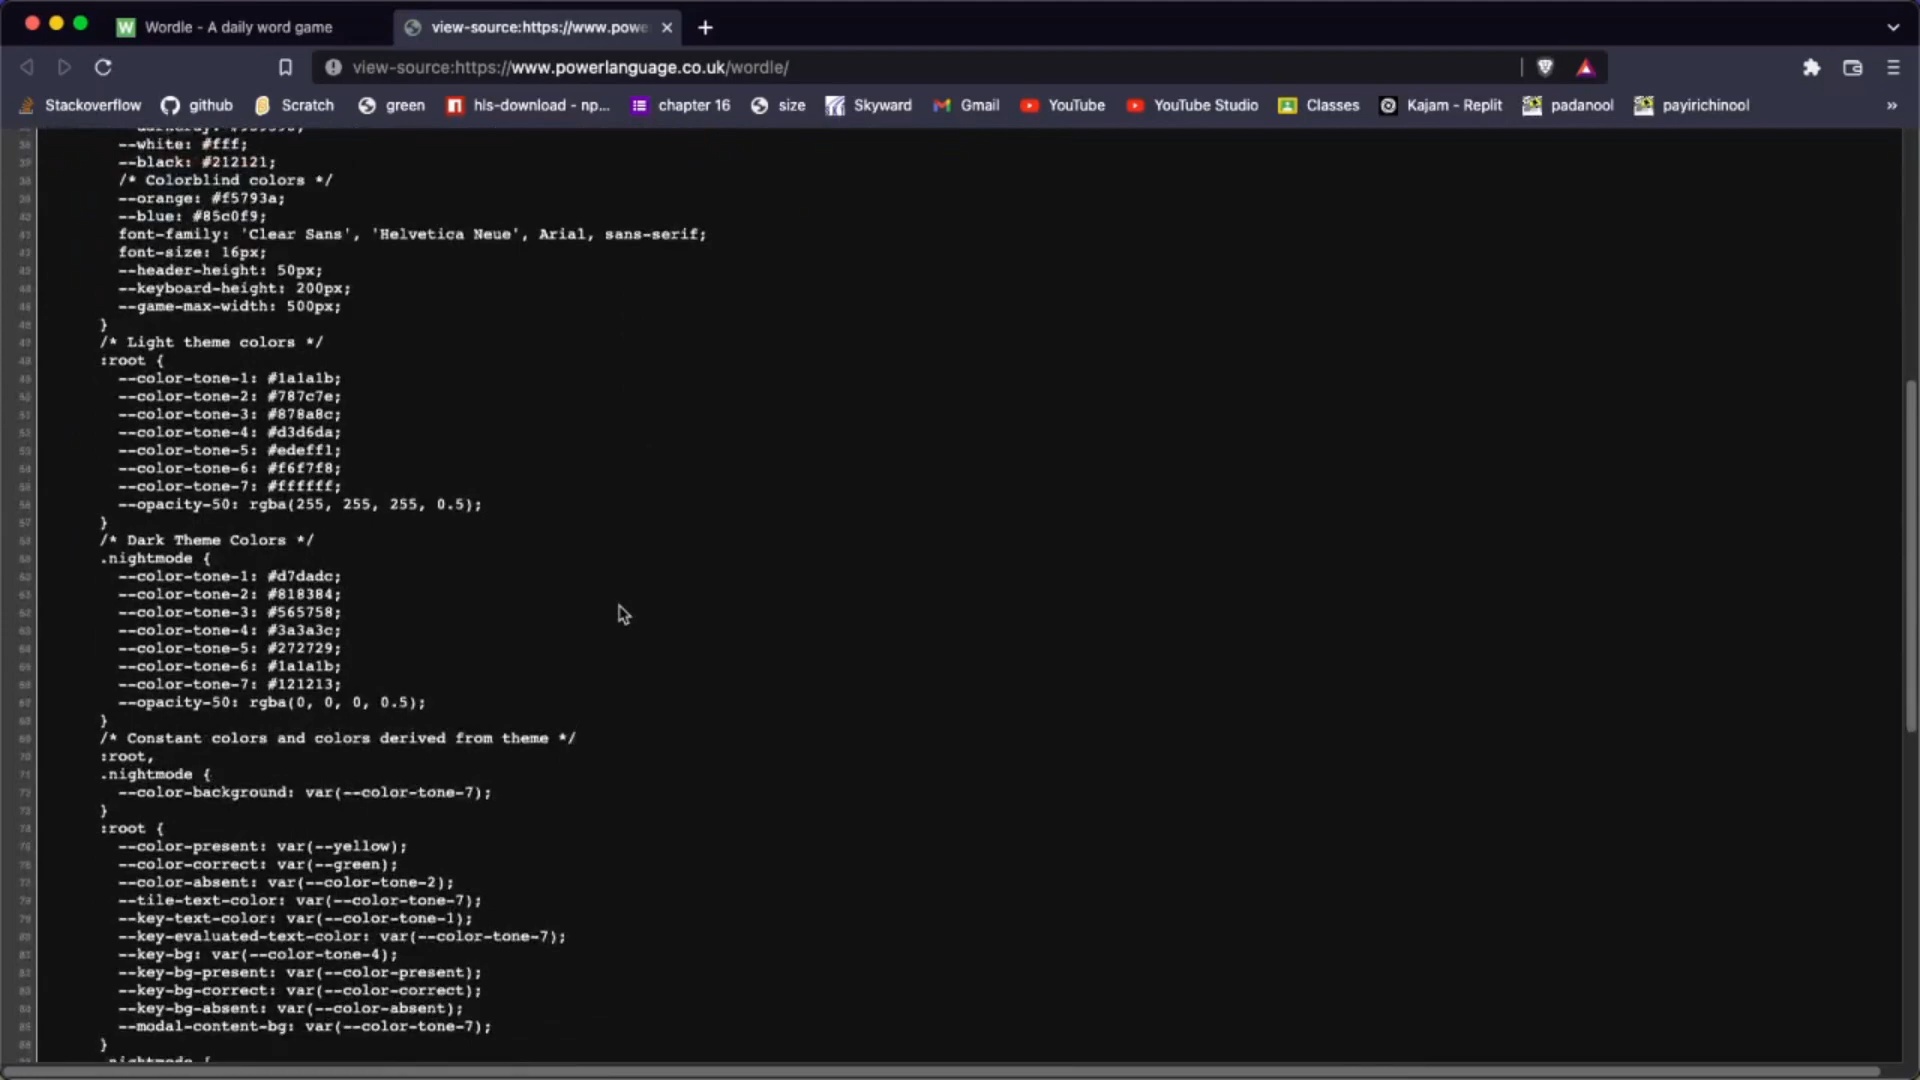 Wordle - A daily word game
view-source:https://www.powe
view-source:https://www.powerlanguage.co.uk/wordle/
Stackoverflow
github
Scratch
green
hls-download - np...
chapter 16
size
Skyward
Gmail
YouTube
YouTube Studio
Classes
Kajam - Replit
padanool
payirichinool
»
--white: #fff;
--black: #212121;
/* Colorblind colors */
--orange: #f5793a;
--blue: #85c0f9;
font-family: 'Clear Sans', 'Helvetica Neue', Arial, sans-serif;
font-size: 16px;
--header-height: 50px;
--keyboard-height: 200px;
--game-max-width: 500px;
}
/* Light theme colors */
:root {
--color-tone-1: #1a1a1b;
--color-tone-2: #787c7e;
--color-tone-3: #878a8c;
--color-tone-4: #d3d6da;
--color-tone-5: #edeff1;
--color-tone-6: #f6f7f8;
--color-tone-7: #ffffff;
--opacity-50: rgba(255, 255, 255, 0.5);
}
/* Dark Theme Colors */
.nightmode {
--color-tone-1: #d7dadc;
--color-tone-2: #818384;
--color-tone-3: #565758;
--color-tone-4: #3a3a3c;
--color-tone-5: #272729;
--color-tone-6: #1a1a1b;
--color-tone-7: #121213;
--opacity-50: rgba(0, 0, 0, 0.5);
}
/* Constant colors and colors derived from theme */
:root,
.nightmode {
--color-background: var(--color-tone-7);
}
:root {
--color-present: var(--yellow);
--color-correct: var(--green);
--color-absent: var(--color-tone-2);
--tile-text-color: var(--color-tone-7);
--key-text-color: var(--color-tone-1);
--key-evaluated-text-color: var(--color-tone-7);
--key-bg: var(--color-tone-4);
--key-bg-present: var(--color-present);
--key-bg-correct: var(--color-correct);
--key-bg-absent: var(--color-absent);
--modal-content-bg: var(--color-tone-7);
}